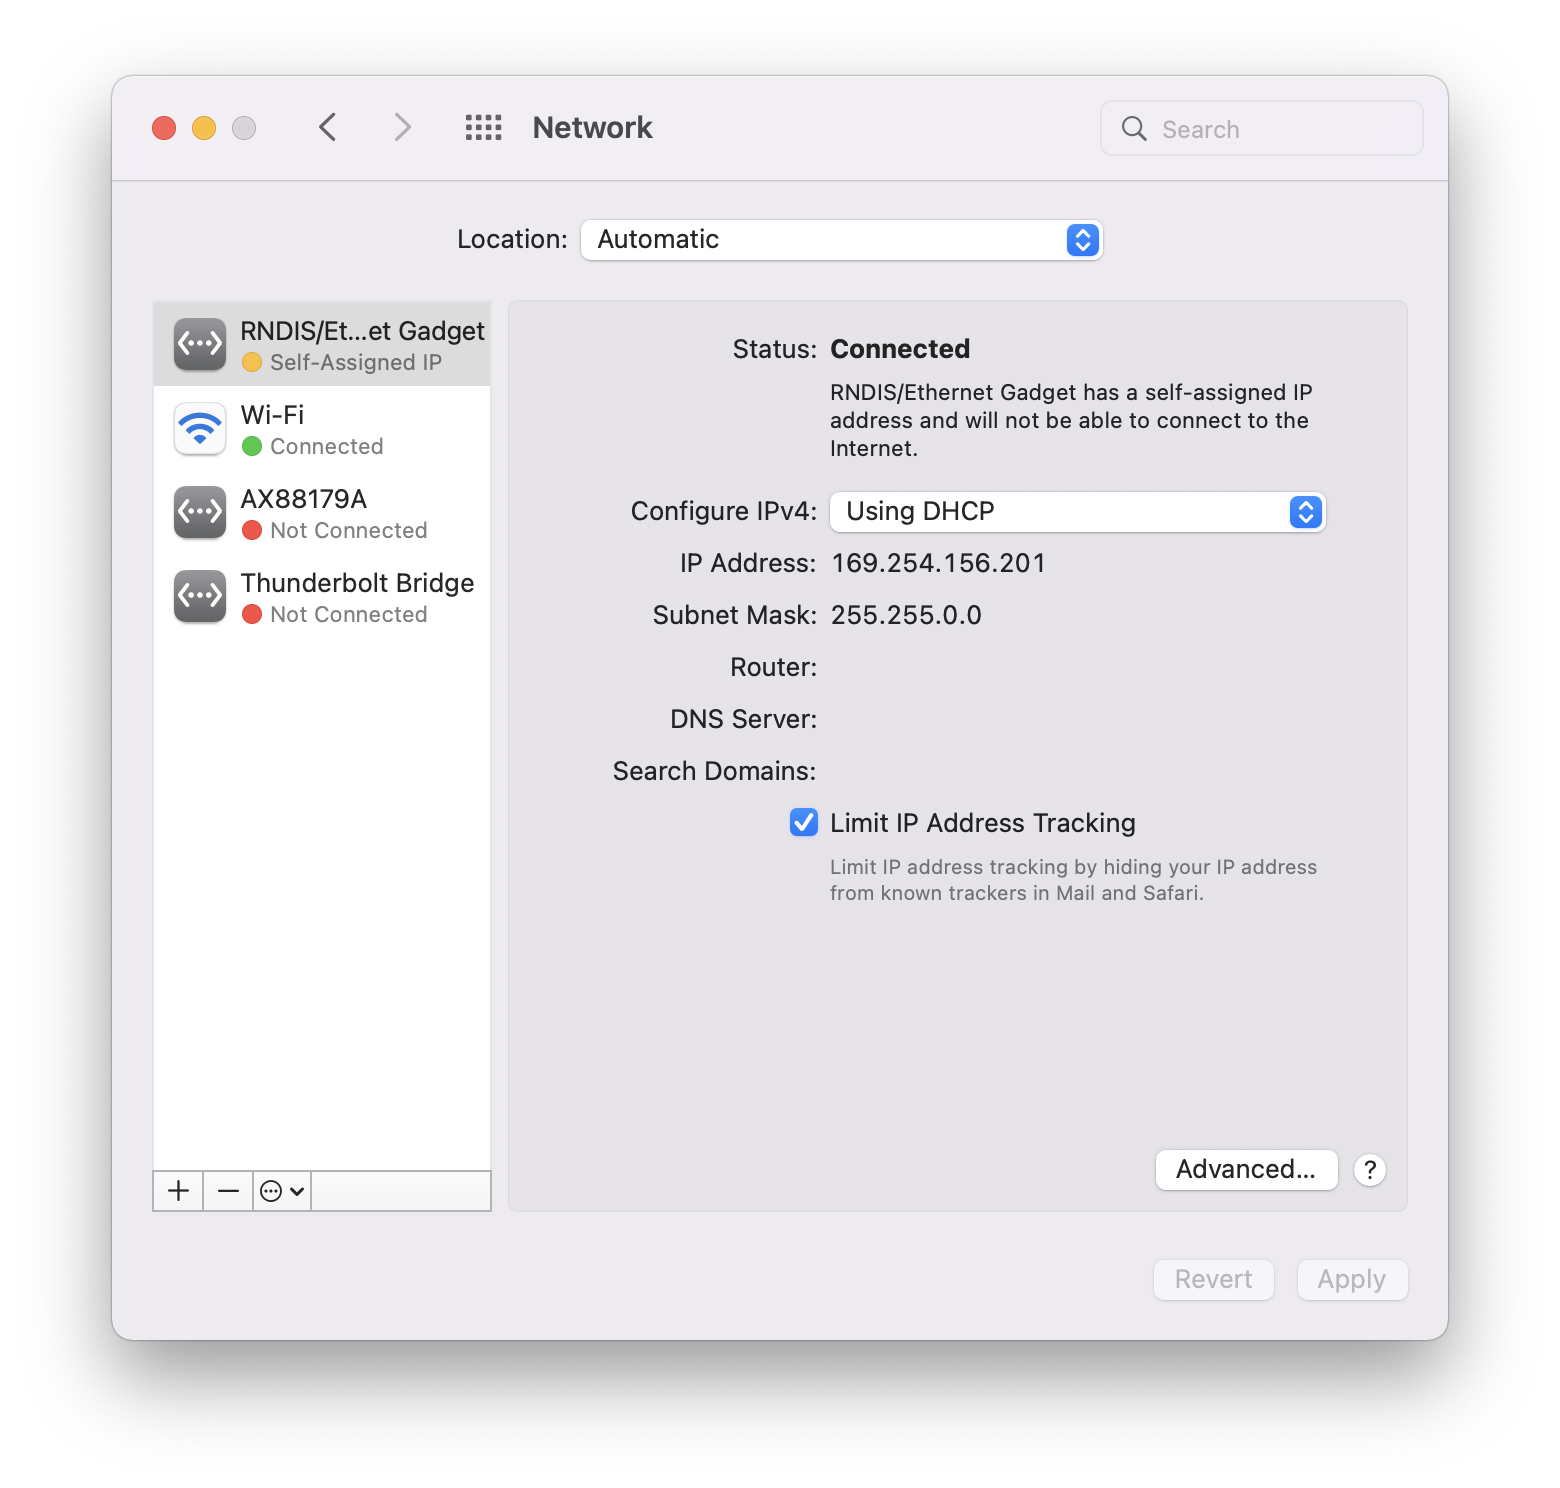 Network
Search
Location: Automatic
RNDIS/Et...et Gadget
Self-Assigned IP
Wi-Fi
Connected
AX88179A
Not Connected
Thunderbolt Bridge
Not Connected
Status: Connected
RNDIS/Ethernet Gadget has a self-assigned IP
address and will not be able to connect to the
Internet.
Configure IPv4: Using DHCP
IP Address: 169.254.156.201
Subnet Mask: 255.255.0.0
Router:
DNS Server:
Search Domains:
Limit IP Address Tracking
Limit IP address tracking by hiding your IP address
from known trackers in Mail and Safari.
Advanced... ?
Revert Apply